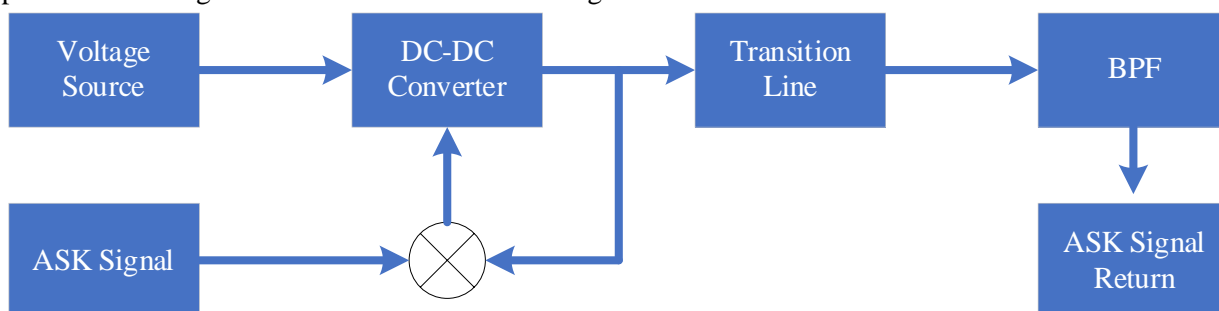 Voltage
Source
DC-DC
Converter
Transition
Line
BPF
ASK Signal
ASK Signal
Return